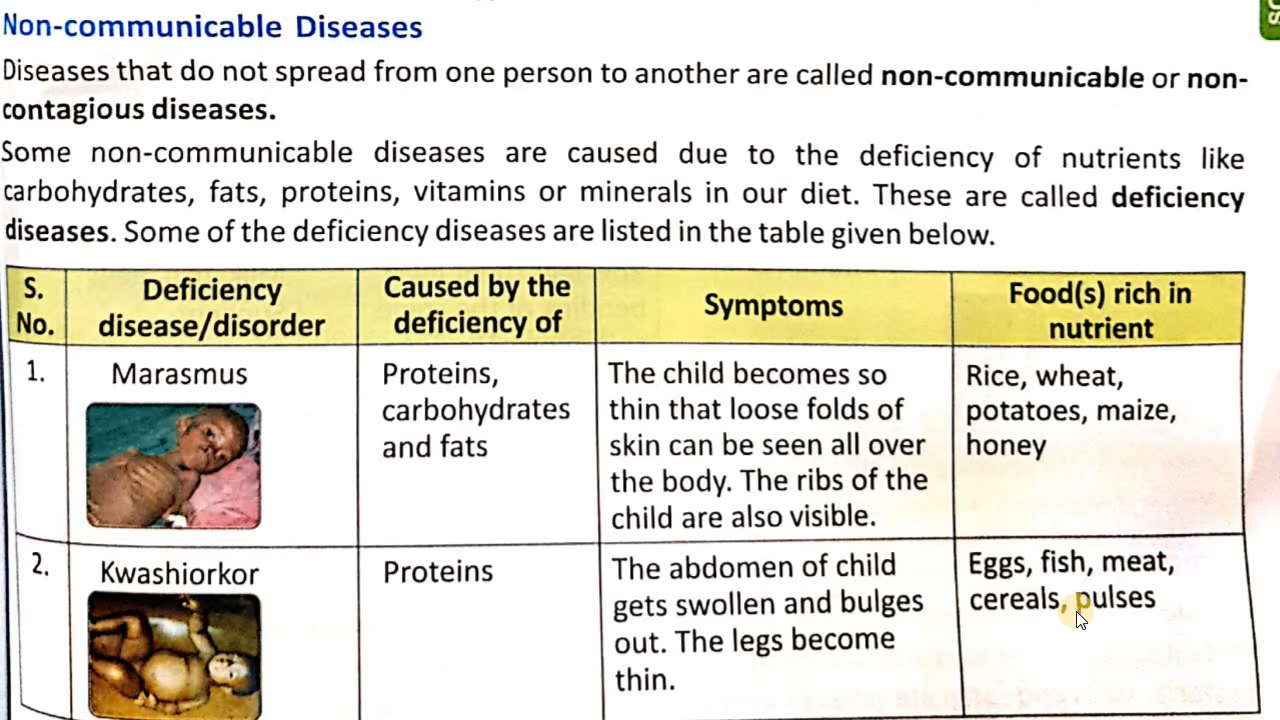 Non-communicable Diseases
Diseases that do not spread from one person to another are called non-communicable or non-
contagious diseases.
Some non-communicable diseases are caused due to the deficiency of nutrients like
carbohydrates, fats, proteins, vitamins or minerals in our diet. These are called deficiency
diseases. Some of the deficiency diseases are listed in the table given below.
S. No.
Deficiency disease/disorder
Caused by the deficiency of
Symptoms
Food(s) rich in nutrient
1.
Marasmus
Proteins,
carbohydrates
and fats
The child becomes so
thin that loose folds of
skin can be seen all over
the body. The ribs of the
child are also visible.
Rice, wheat,
potatoes, maize,
honey
2.
Kwashiorkor
Proteins
The abdomen of child
gets swollen and bulges
out. The legs become
thin.
Eggs, fish, meat,
cereals, pulses